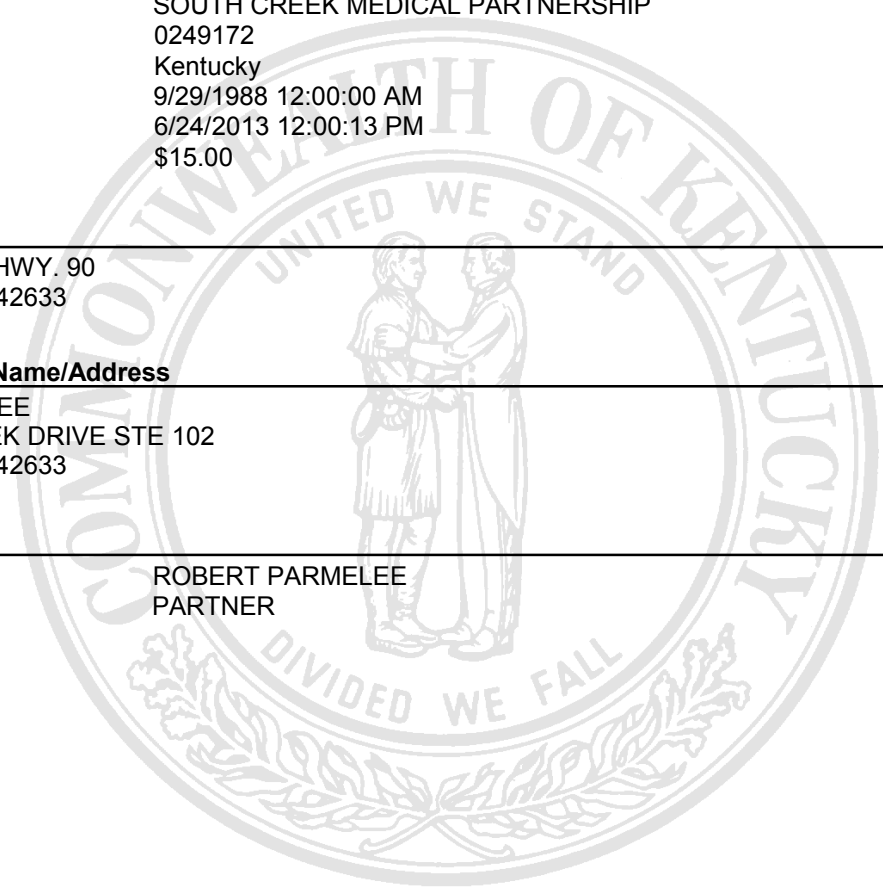 SOUTH CREEK MEDICAL PARTNERSHIP
0249172
Kentucky
9/29/1988 12:00:00 AM
6/24/2013 12:00:13 PM
$15.00
HWY. 90
42633
Name/Address
EE
EK DRIVE STE 102
42633
ROBERT PARMELEE
PARTNER
COMMONWEALTH OF KENTUCKY
UNITED WE STAND
DIVIDED WE FALL